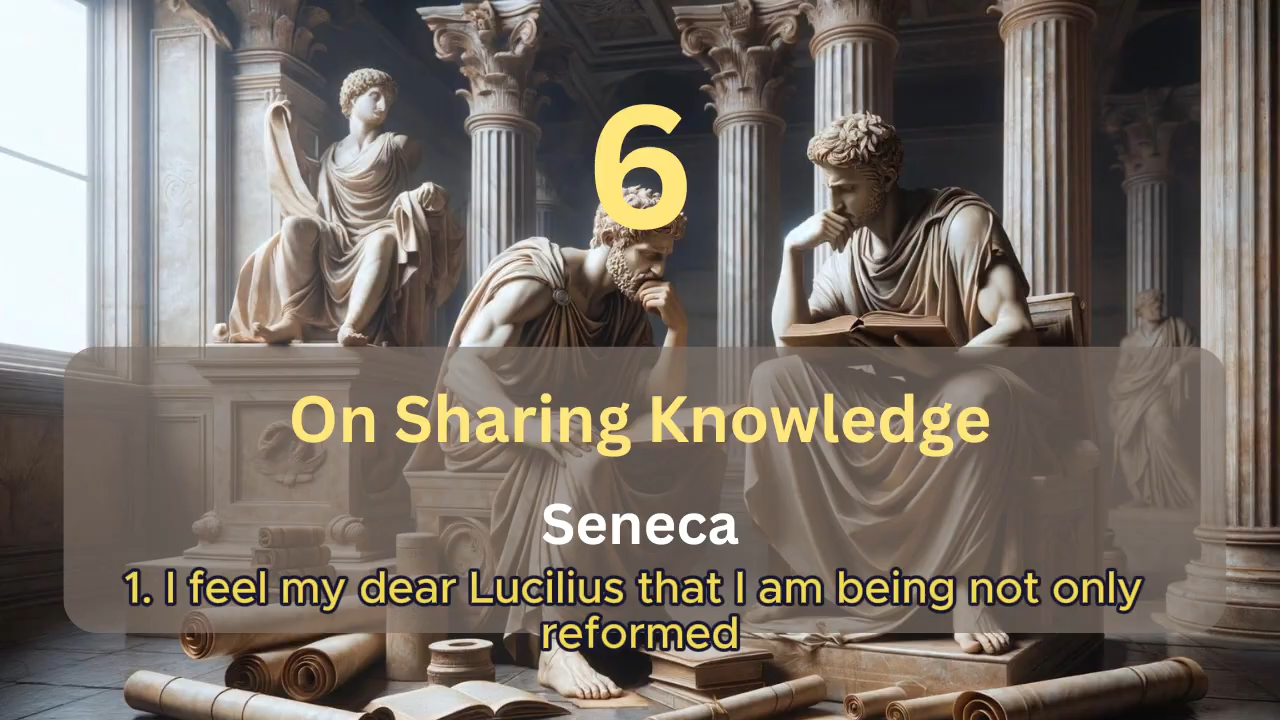 6
On Sharing Knowledge
Seneca
1. I feel my dear Lucilius that I am being not only
reformed